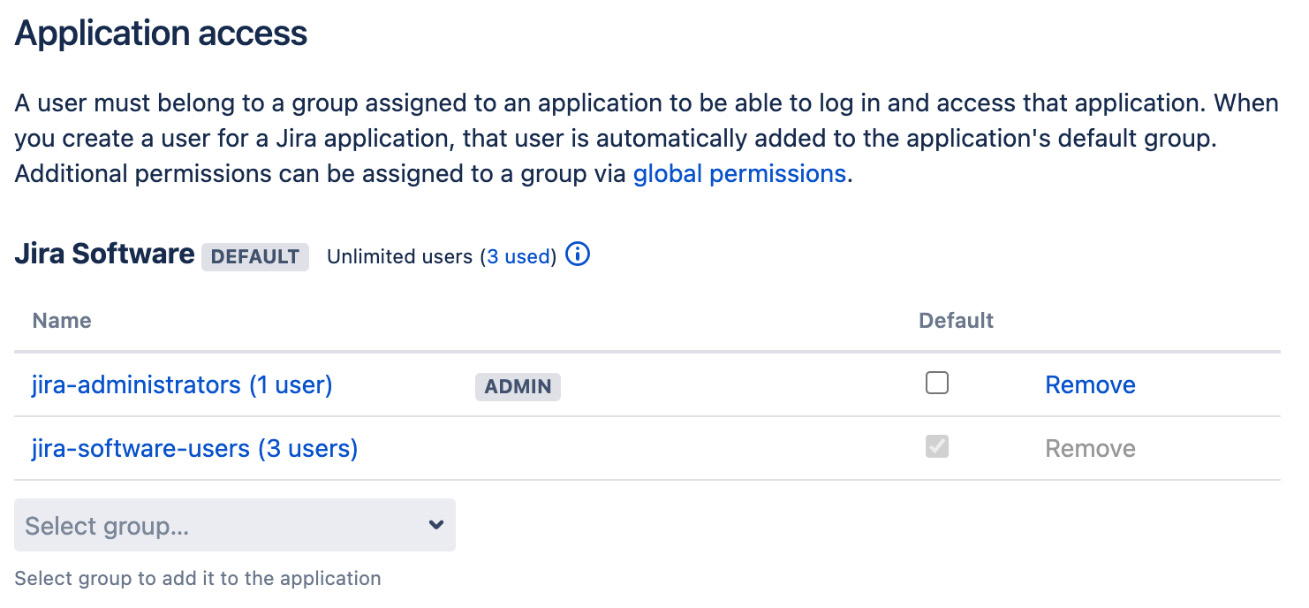 Application access
A user must belong to a group assigned to an application to be able to log in and access that application. When
you create a user for a Jira application, that user is automatically added to the application's default group.
Additional permissions can be assigned to a group via global permissions.
Jira Software DEFAULT Unlimited users (3 used)
Name Default
jira-administrators (1 user) ADMIN Remove
jira-software-users (3 users) Remove
Select group...
Select group to add it to the application